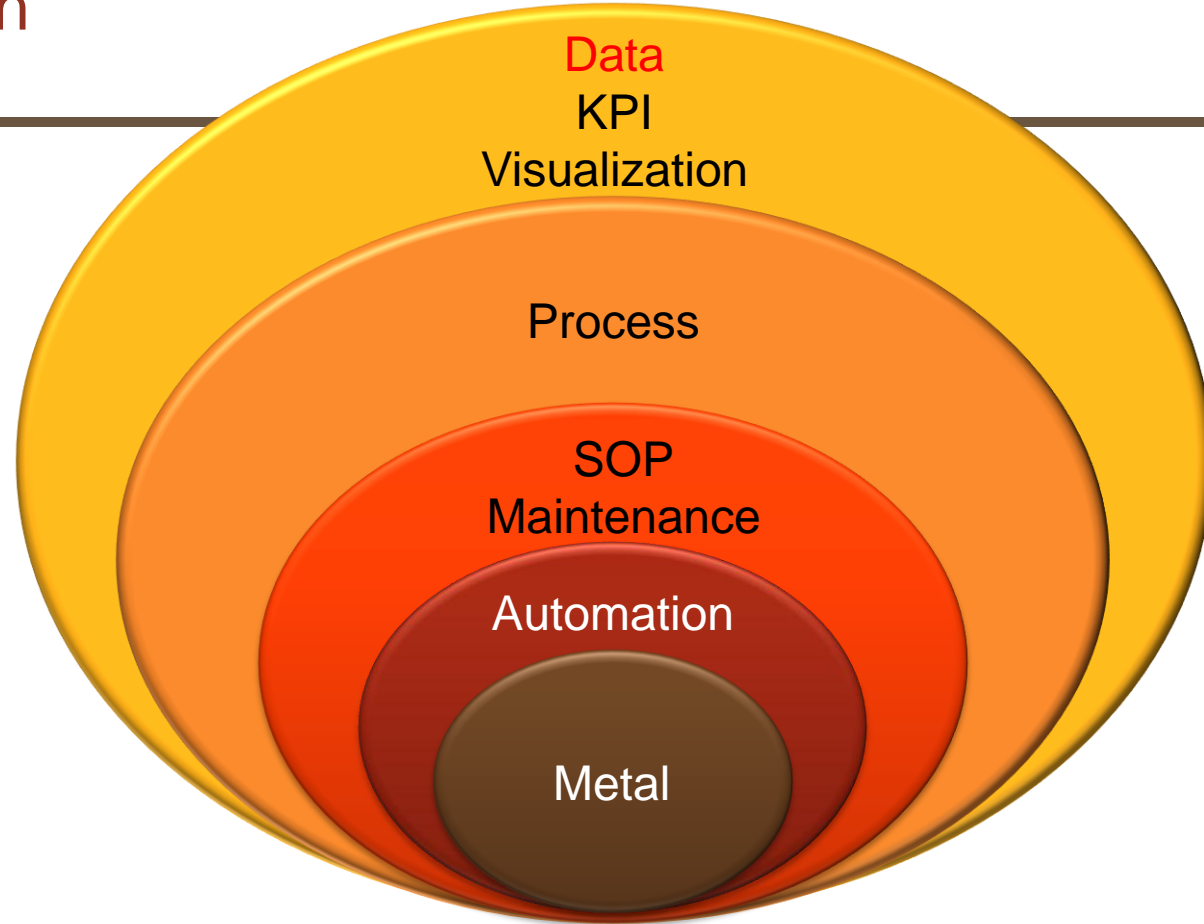 Data
KPI
Visualization
Process
SOP
Maintenance
Automation
Metal